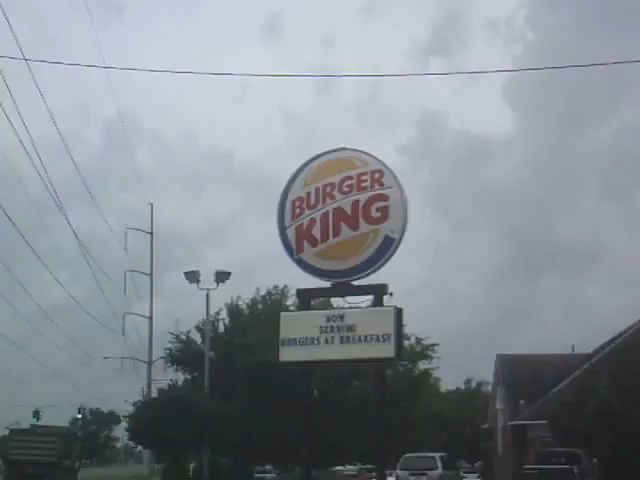 BURGER
KING
NOW
SERVING
BURGERS AT BREAKFAST